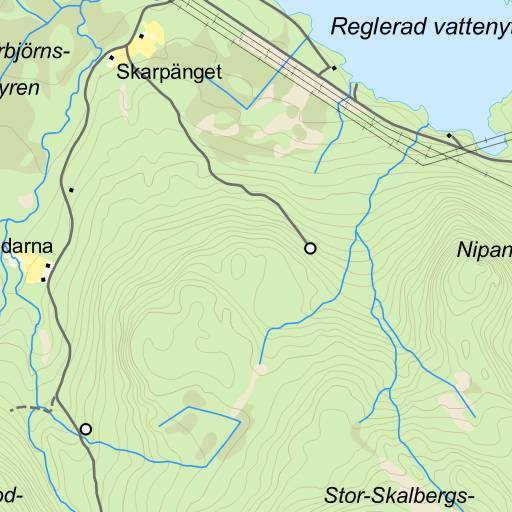 Reglerad vattenyt
rbjörns-
yren
Skarpänget
darna
Nipan
Stor-Skalbergs-
od-